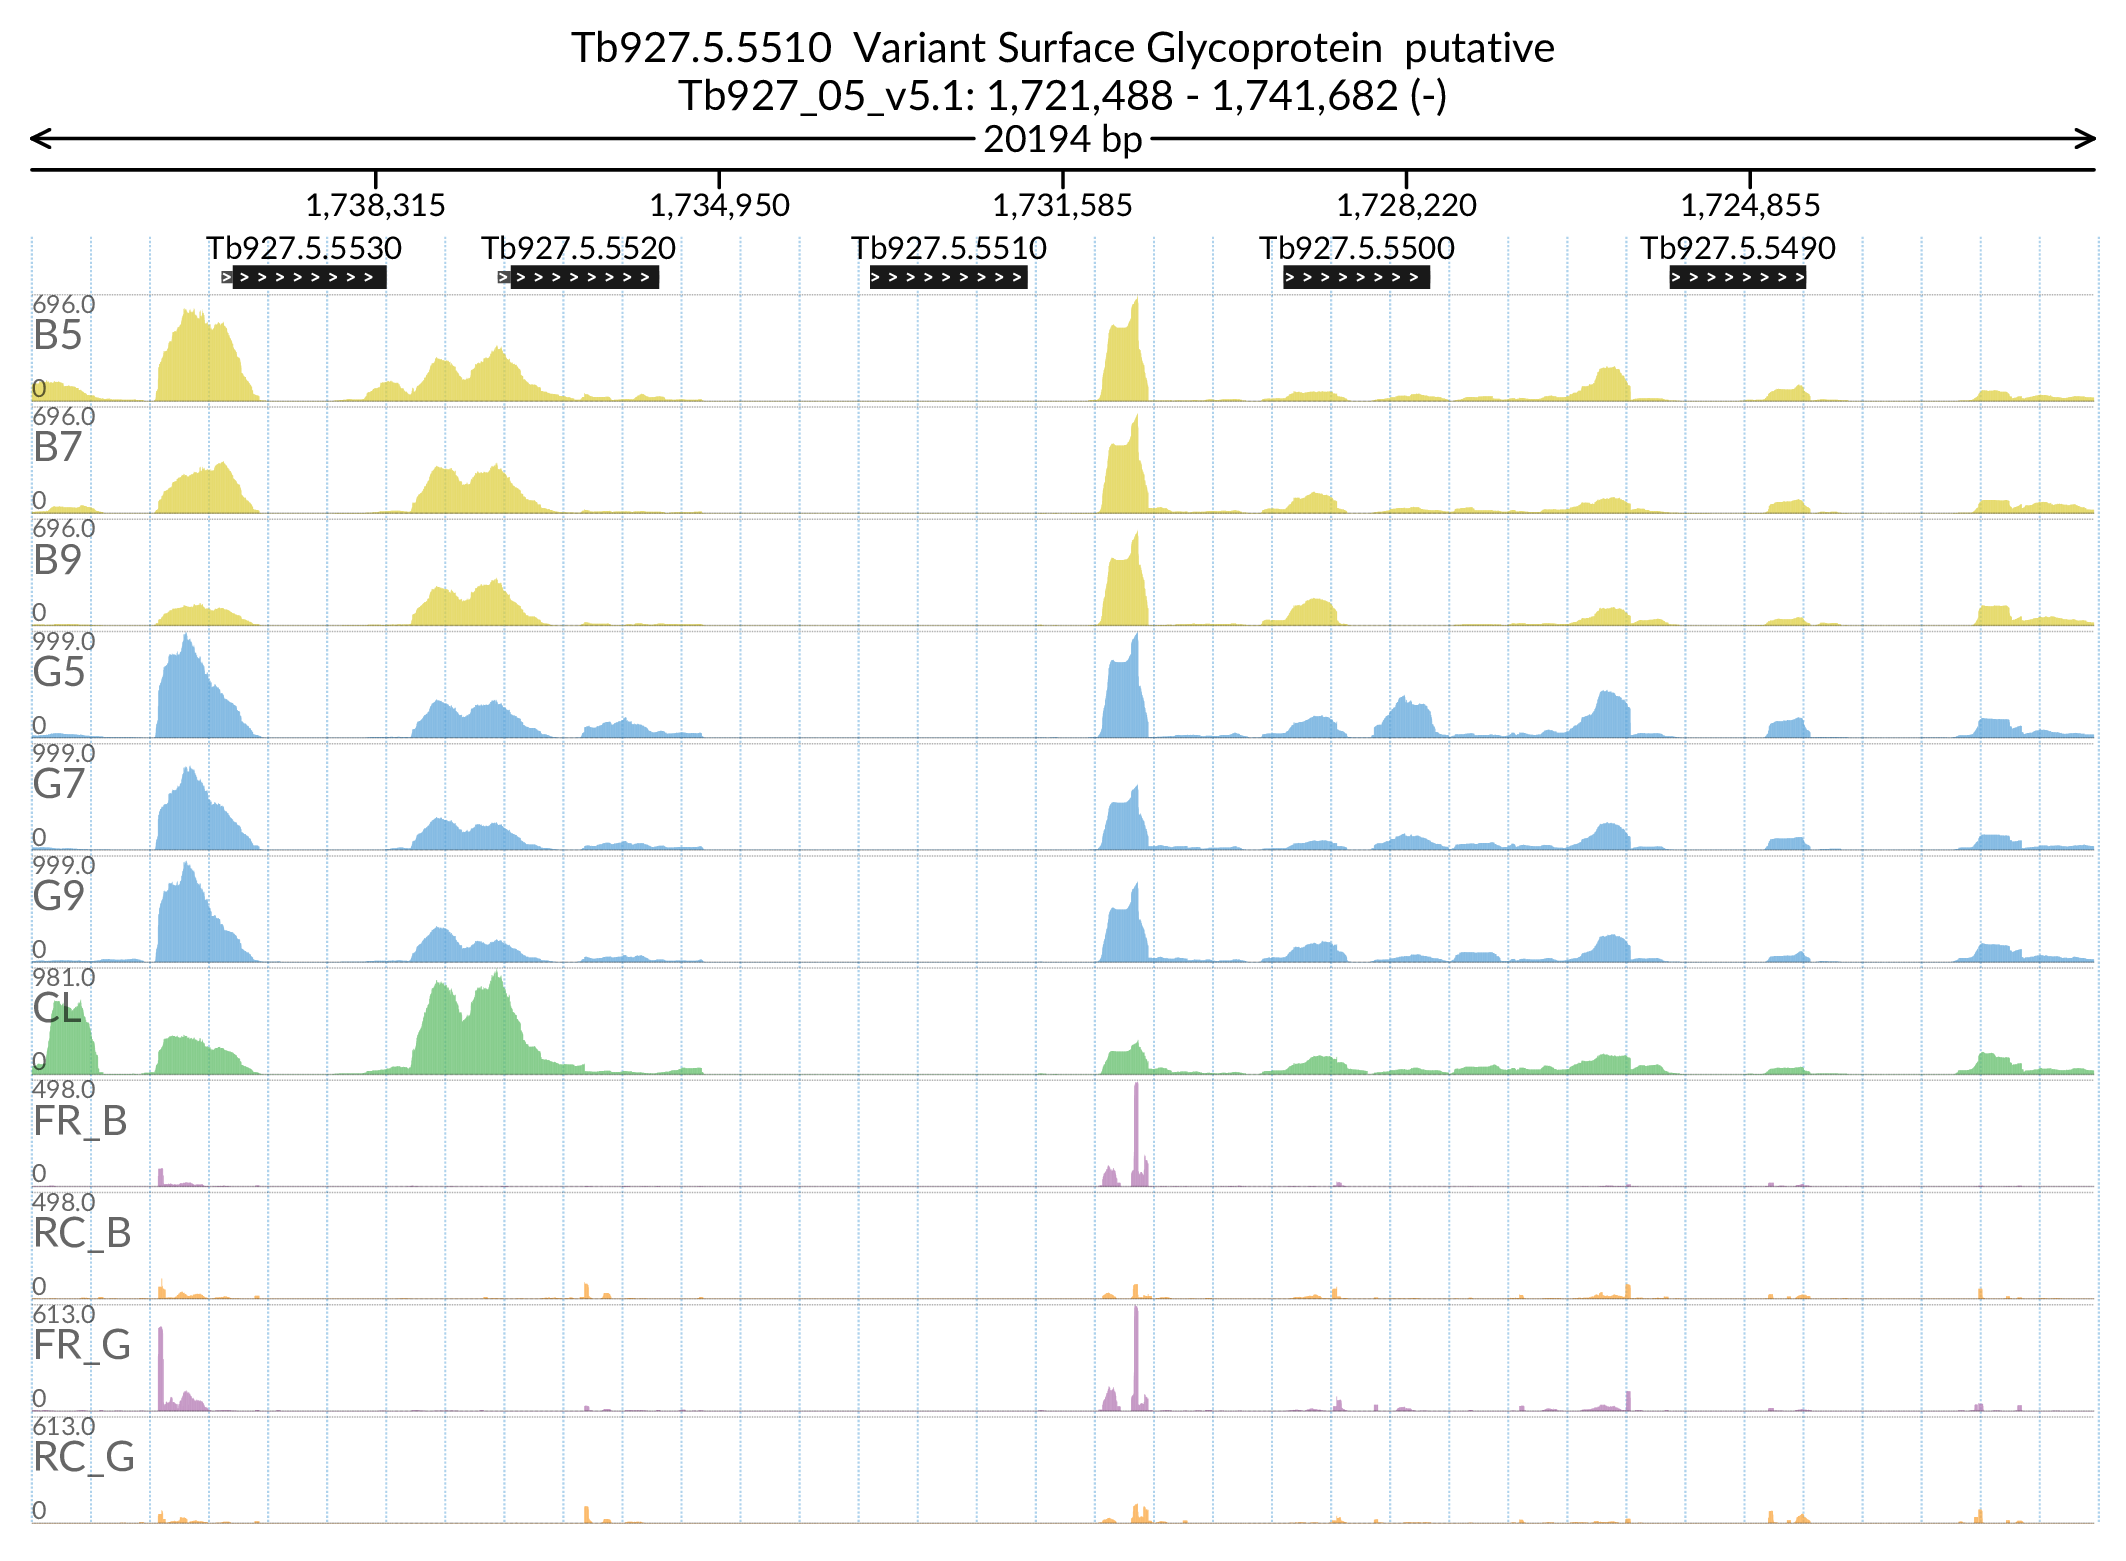 Tb927.5.5510  Variant Surface Glycoprotein  putative
Tb927_05_v5.1: 1,721,488 - 1,741,682 (-)
20194 bp
1,738,315 1,734,950 1,731,585 1,728,220 1,724,855
Tb927.5.5530 Tb927.5.5520 Tb927.5.5510 Tb927.5.5500 Tb927.5.5490
696.0
B5
0
696.0
B7
0
696.0
B9
0
999.0
G5
0
999.0
G7
0
999.0
G9
0
981.0
CL
0
498.0
FR_B
0
498.0
RC_B
0
613.0
FR_G
0
613.0
RC_G
0